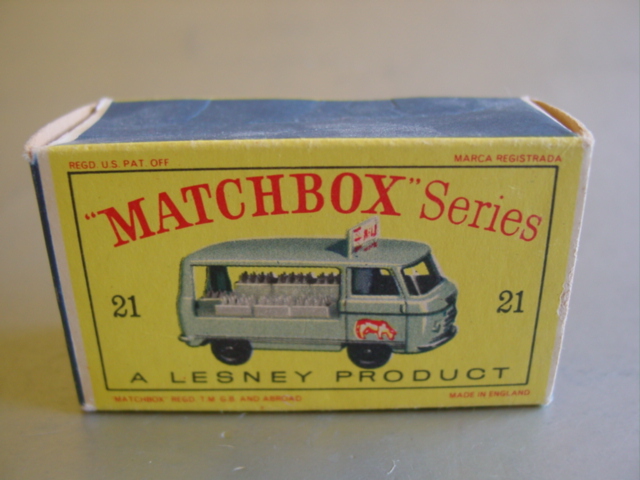 REGD. U.S. PAT. OFF MARCA REGISTRADA
"MATCHBOX" Series
21 21
A LESNEY PRODUCT
"MATCHBOX" REGD. T.M. G.B. AND ABROAD MADE IN ENGLAND